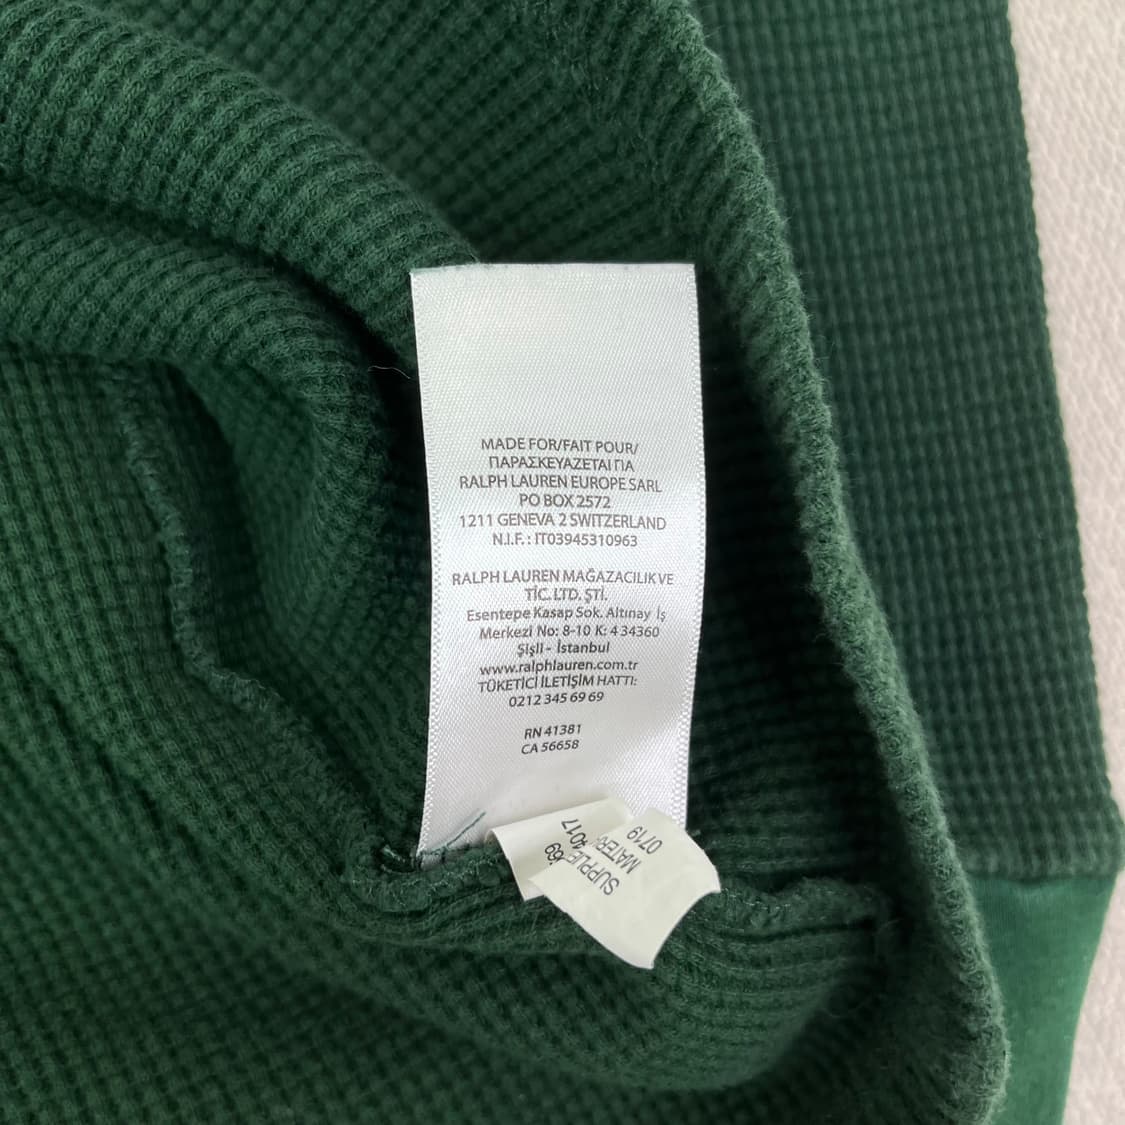 MADE FOR/FAIT POUR/
ΠΑΡΑΣΚΕΥΑΖΕΤΑΙ ΓΙΑ
RALPH LAUREN EUROPE SARL
PO BOX 2572
1211 GENEVA 2 SWITZERLAND
N.I.F.: IT03945310963
RALPH LAUREN MAĞAZACILIK VE
TİC. LTD. ŞTİ.
Esentepe Kasap Sok. Altınay İş
Merkezi No: 8-10 K: 4 34360
Şişli - İstanbul
www.ralphlauren.com.tr
TÜKETİCİ İLETİŞİM HATTI:
0212 345 69 69
RN 41381
CA 56658
0719